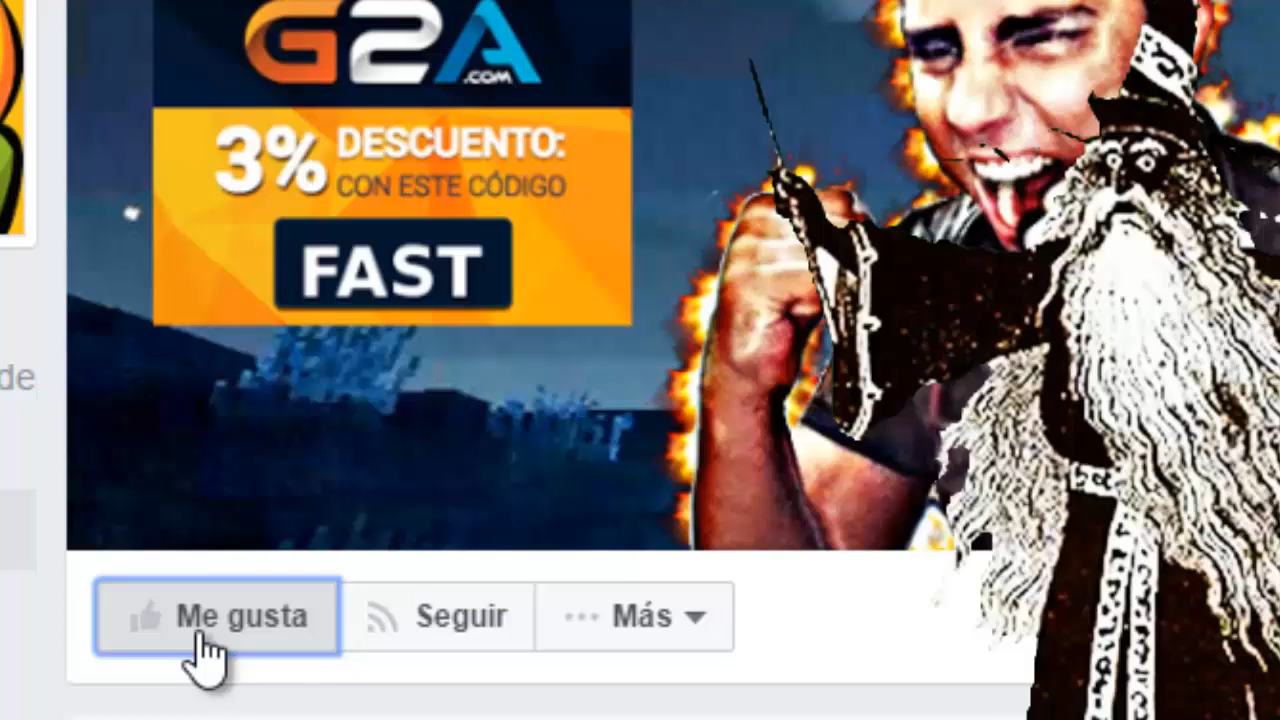 G2A
.COM
3% DESCUENTO:
CON ESTE CÓDIGO
FAST
de
Me gusta
Seguir
Más